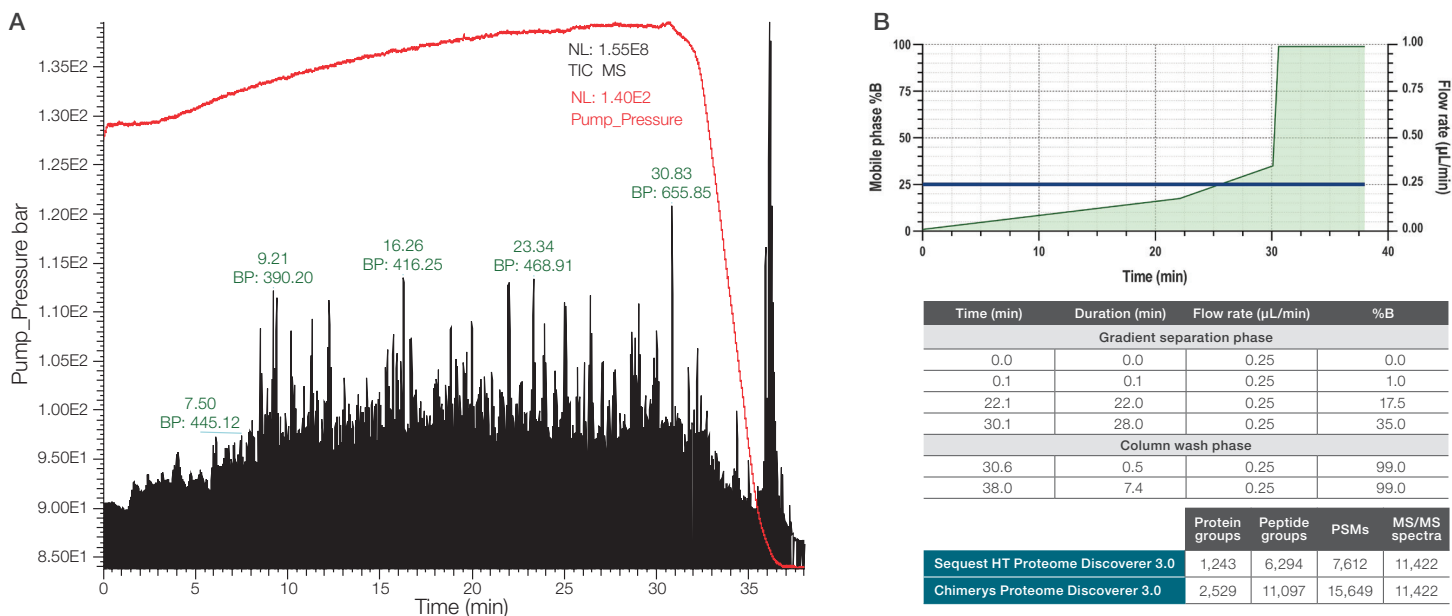 A
1.35E2
1.30E2
1.25E2
1.20E2
1.15E2
1.10E2
1.05E2
1.00E2
9.50E1
9.00E1
8.50E1
Pump_Pressure bar
NL: 1.55E8
TIC MS
NL: 1.40E2
Pump_Pressure
7.50
BP: 445.12
9.21
BP: 390.20
16.26
BP: 416.25
23.34
BP: 468.91
30.83
BP: 655.85
0 5 10 15 20 25 30 35
Time (min)
B
100
75
50
25
0
Mobile phase %B
1.00
0.75
0.50
0.25
0.00
Flow rate (µL/min)
0 10 20 30 40
Time (min)
Time (min) Duration (min) Flow rate (µL/min) %B
Gradient separation phase
0.0 0.0 0.25 0.0
0.1 0.1 0.25 1.0
22.1 22.0 0.25 17.5
30.1 28.0 0.25 35.0
Column wash phase
30.6 0.5 0.25 99.0
38.0 7.4 0.25 99.0
Protein groups Peptide groups PSMs MS/MS spectra
Sequest HT Proteome Discoverer 3.0 1,243 6,294 7,612 11,422
Chimerys Proteome Discoverer 3.0 2,529 11,097 15,649 11,422